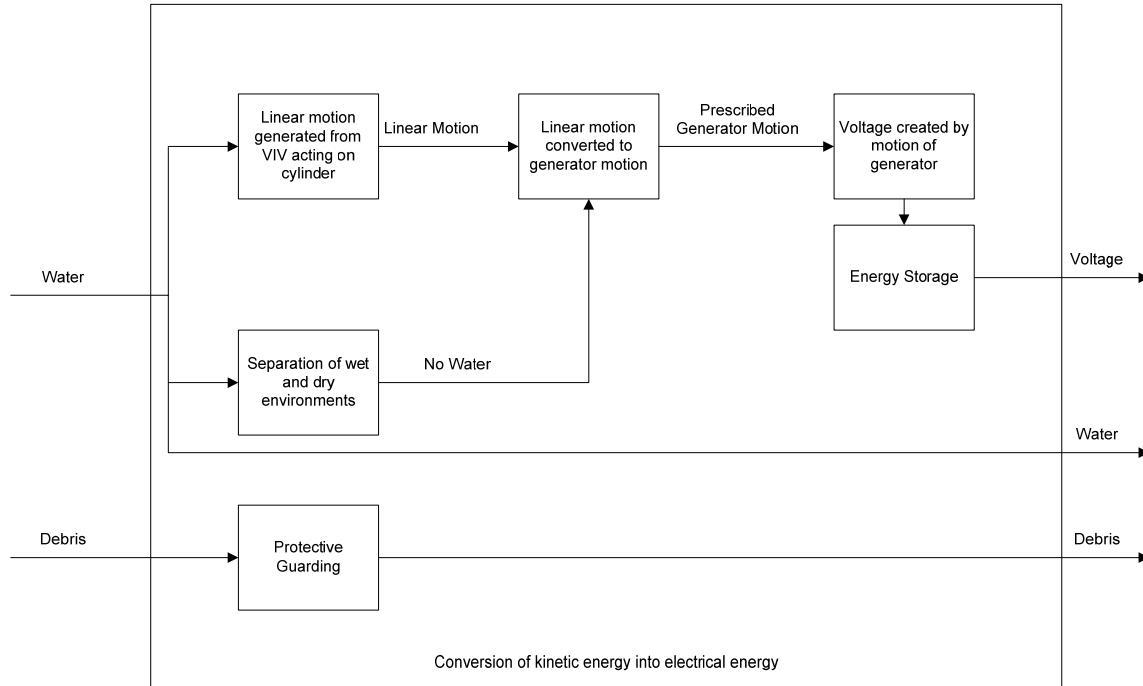 Linear motion
generated from
VIV acting on
cylinder
Linear Motion
Linear motion
converted to
generator motion
Prescribed
Generator Motion
Voltage created by
motion of
generator
Water
Energy Storage
Voltage
Separation of wet
and dry
environments
No Water
Water
Debris
Protective
Guarding
Debris
Conversion of kinetic energy into electrical energy